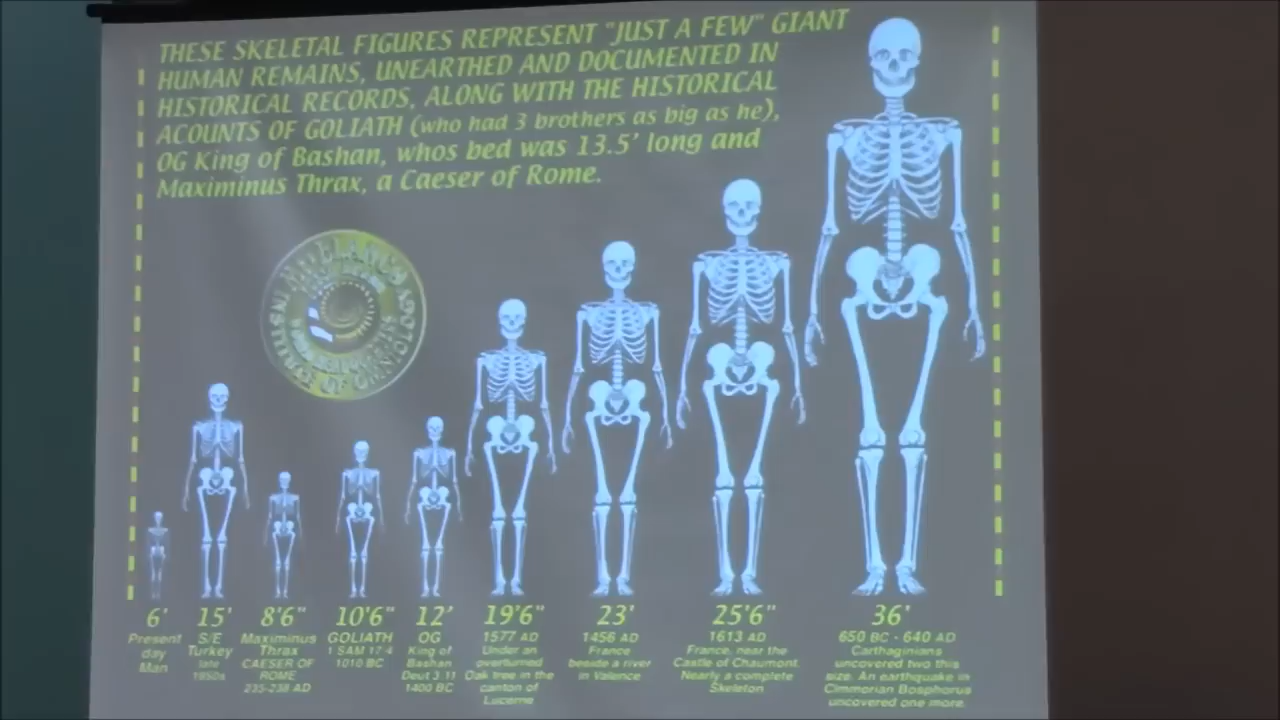 THESE SKELETAL FIGURES REPRESENT "JUST A FEW" GIANT
HUMAN REMAINS, UNEARTHED AND DOCUMENTED IN
HISTORICAL RECORDS, ALONG WITH THE HISTORICAL
ACOUNTS OF GOLIATH (who had 3 brothers as big as he),
OG King of Bashan, whos bed was 13.5' long and
Maximinus Thrax, a Caeser of Rome.
6'
Present
day
Man
15'
S/E
Turkey
late
1950s
8'6"
Maximinus
Thrax
CAESER OF
ROME
235-238 AD
10'6"
GOLIATH
1 SAM 17:4
1010 BC
12'
OG
King of
Bashan
Deut 3:11
1400 BC
19'6"
1577 AD
Under an
overturned
Oak tree in the
canton of
Lucerne
23'
1456 AD
France
beside a river
in Valence
25'6"
1613 AD
France, near the
Castle of Chaumont.
Nearly a complete
Skeleton
36'
650 BC - 640 AD
Carthaginians
uncovered two this
size. An earthquake in
Cimmorian Bosphorus
uncovered one more.